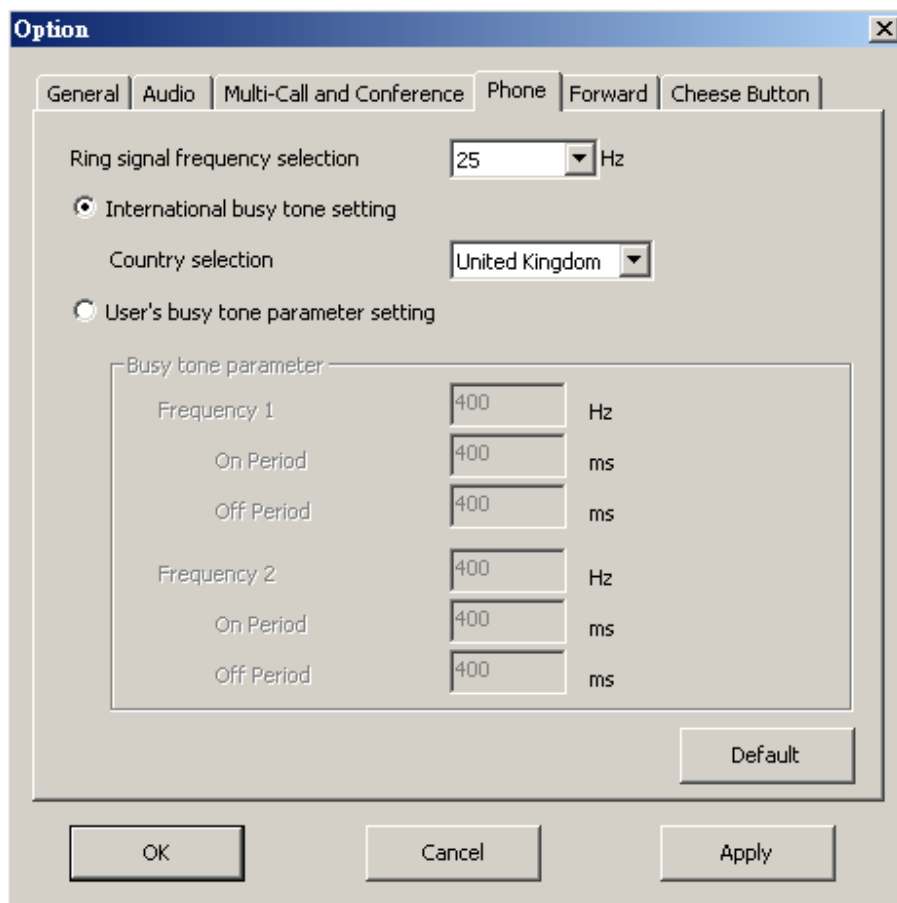 Option
General Audio Multi-Call and Conference Phone Forward Cheese Button
Ring signal frequency selection 25 Hz
International busy tone setting
Country selection United Kingdom
User's busy tone parameter setting
Busy tone parameter
Frequency 1 400 Hz
On Period 400 ms
Off Period 400 ms
Frequency 2 400 Hz
On Period 400 ms
Off Period 400 ms
Default
OK Cancel Apply